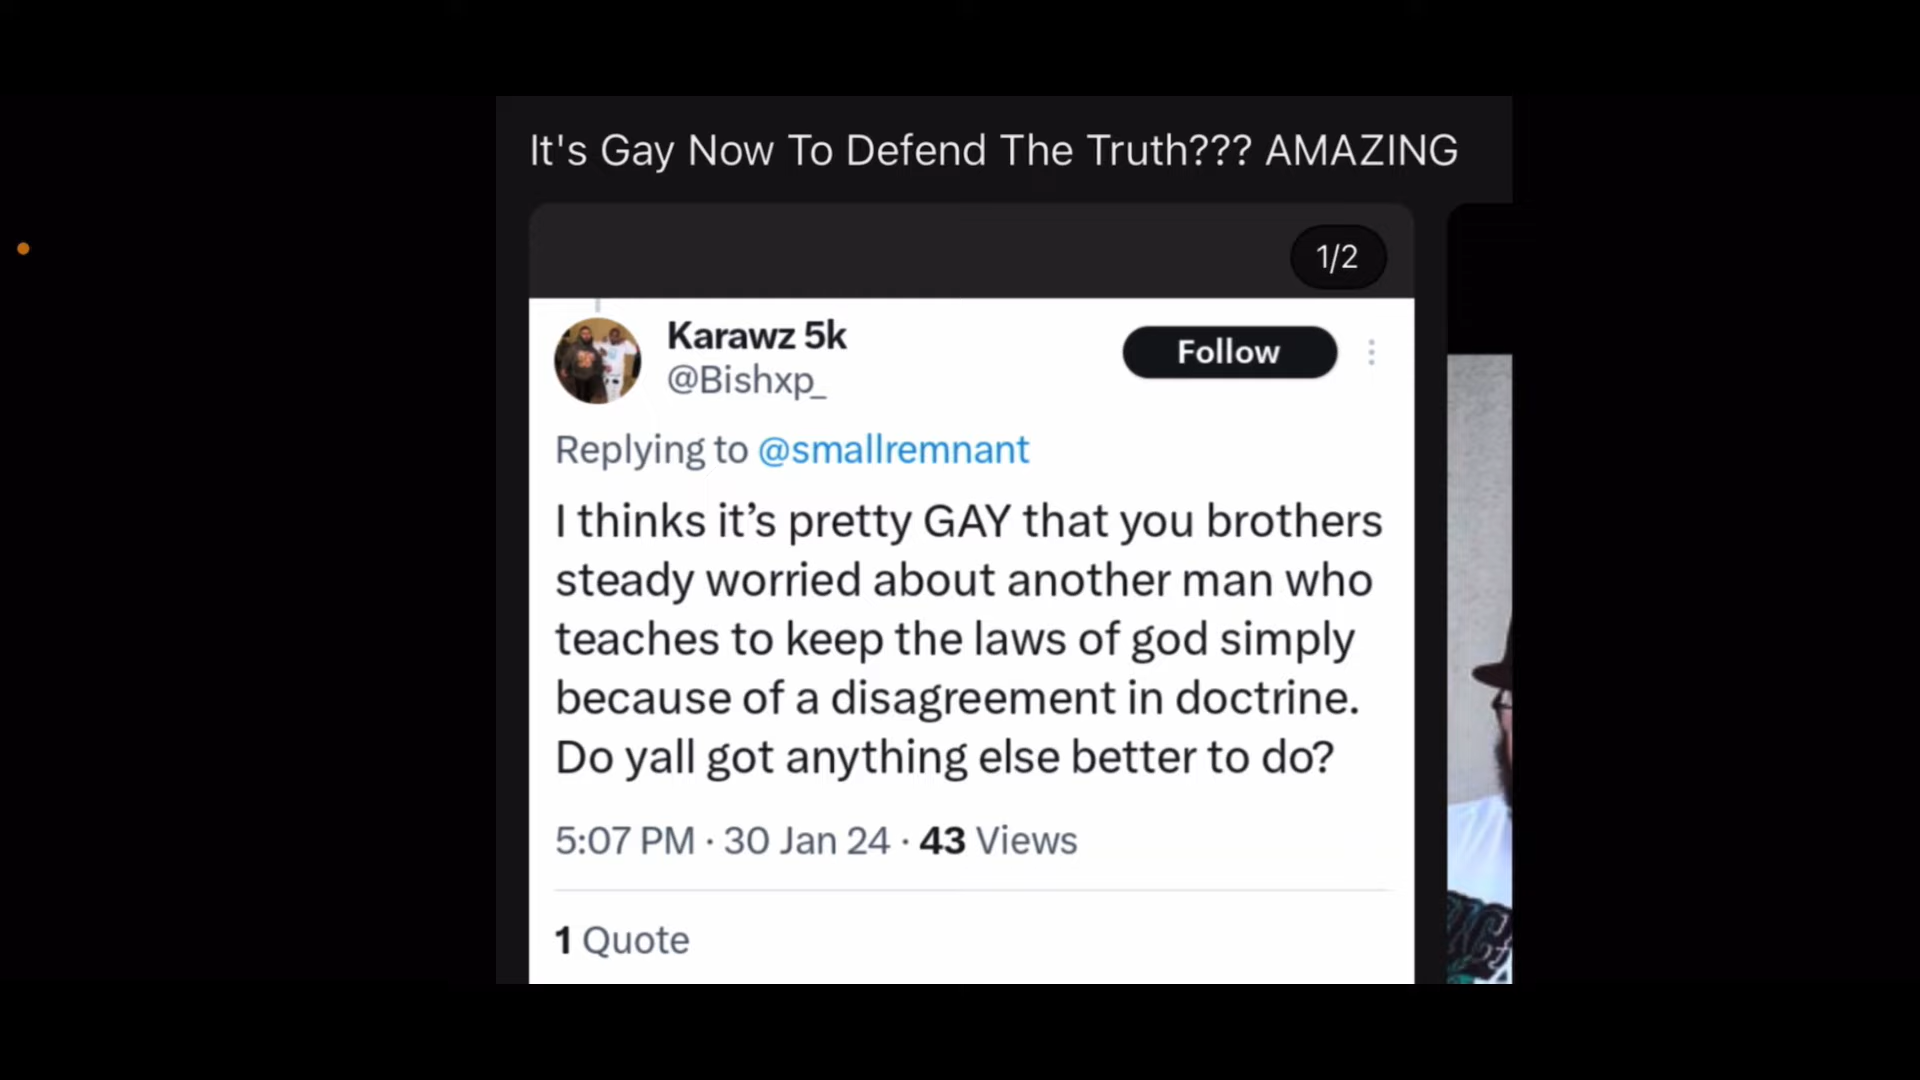 It's Gay Now To Defend The Truth??? AMAZING
1/2
Karawz 5k
@Bishxp_
Follow
Replying to @smallremnant
I thinks it’s pretty GAY that you brothers
steady worried about another man who
teaches to keep the laws of god simply
because of a disagreement in doctrine.
Do yall got anything else better to do?
5:07 PM · 30 Jan 24 · 43 Views
1 Quote